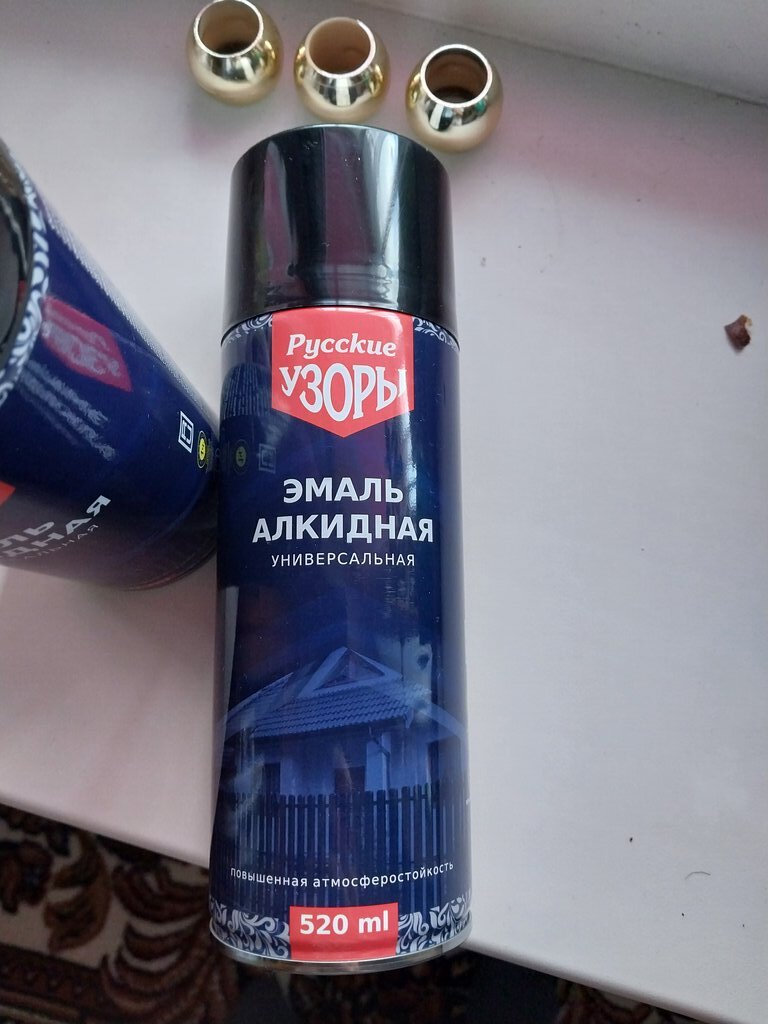 Русские
УЗОРЫ
ЭМАЛЬ
АЛКИДНАЯ
УНИВЕРСАЛЬНАЯ
повышенная атмосферостойкость
520 ml